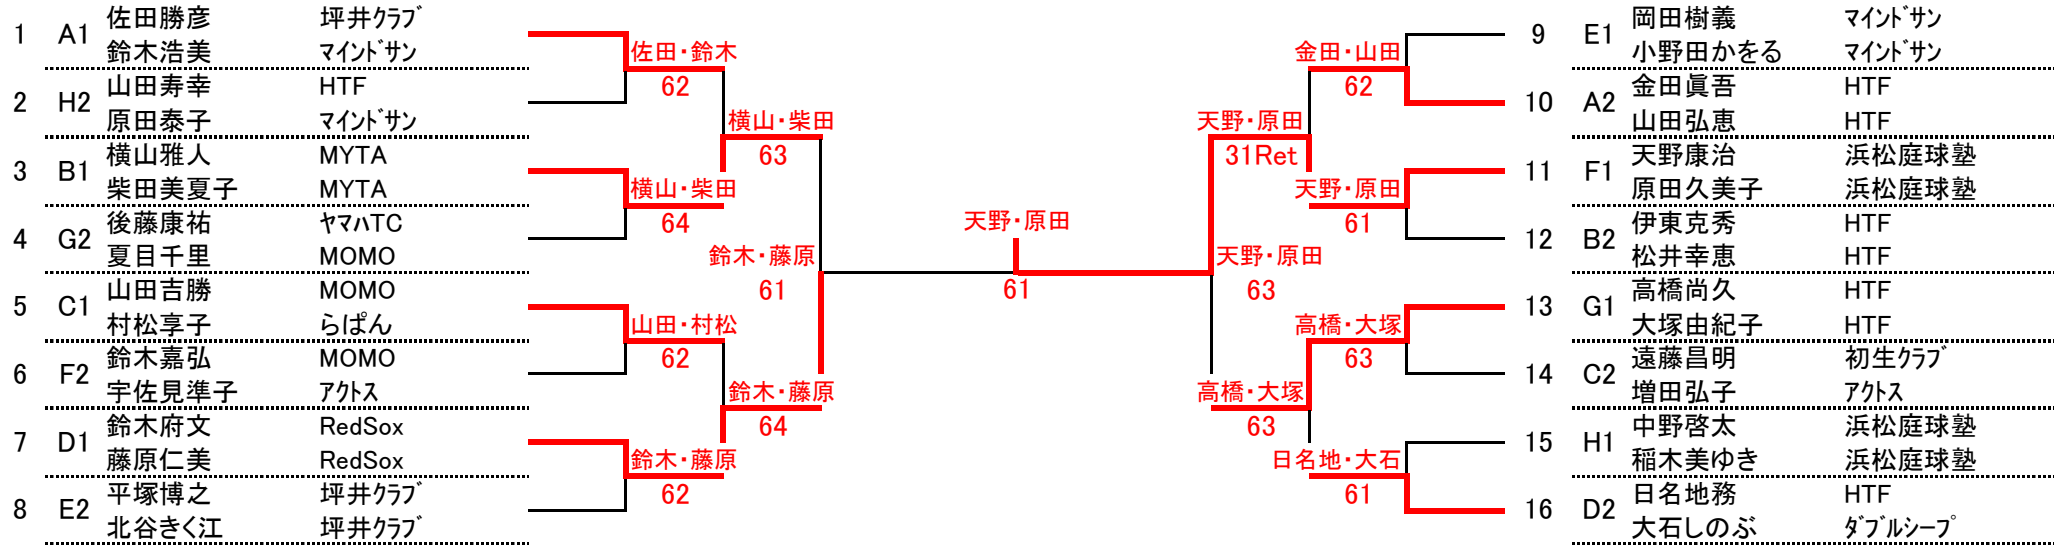 1 A1 佐田勝彦 坪井ｸﾗﾌﾞ
鈴木浩美 ﾏｲﾝﾄﾞｻﾝ
2 H2 山田寿幸 HTF
原田泰子 ﾏｲﾝﾄﾞｻﾝ
3 B1 横山雅人 MYTA
柴田美夏子 MYTA
4 G2 後藤康祐 ﾔﾏﾊTC
夏目千里 MOMO
5 C1 山田吉勝 MOMO
村松享子 らぱん
6 F2 鈴木嘉弘 MOMO
宇佐見準子 ｱｸﾄｽ
7 D1 鈴木府文 RedSox
藤原仁美 RedSox
8 E2 平塚博之 坪井ｸﾗﾌﾞ
北谷きく江 坪井ｸﾗﾌﾞ
佐田・鈴木
62
横山・柴田
64
山田・村松
62
鈴木・藤原
62
横山・柴田
63
鈴木・藤原
64
鈴木・藤原
61
天野・原田
61
天野・原田
63
天野・原田
31Ret
高橋・大塚
63
金田・山田
62
天野・原田
61
高橋・大塚
63
日名地・大石
61
9 E1 岡田樹義 ﾏｲﾝﾄﾞｻﾝ
小野田かをる ﾏｲﾝﾄﾞｻﾝ
10 A2 金田眞吾 HTF
山田弘恵 HTF
11 F1 天野康治 浜松庭球塾
原田久美子 浜松庭球塾
12 B2 伊東克秀 HTF
松井幸恵 HTF
13 G1 高橋尚久 HTF
大塚由紀子 HTF
14 C2 遠藤昌明 初生ｸﾗﾌﾞ
増田弘子 ｱｸﾄｽ
15 H1 中野啓太 浜松庭球塾
稲木美ゆき 浜松庭球塾
16 D2 日名地務 HTF
大石しのぶ ﾀﾞﾌﾞﾙｼｰﾌﾟ